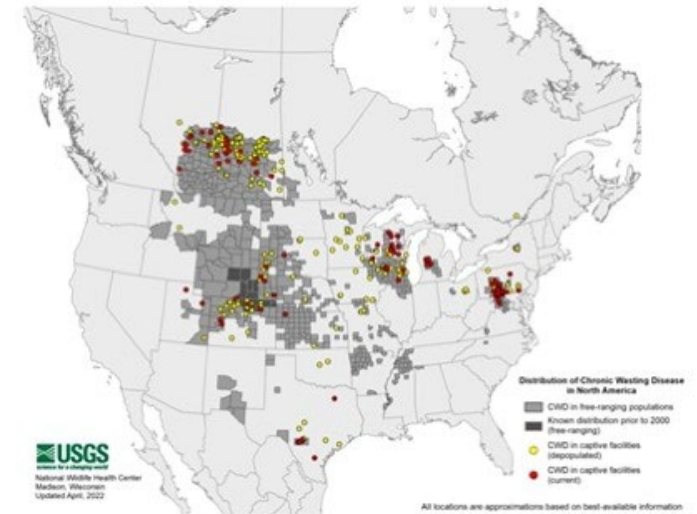 Distribution of Chronic Wasting Disease
in North America
CWD in free-ranging populations
Known distribution prior to 2000
(free-ranging)
CWD in captive facilities
(depopulated)
CWD in captive facilities
(current)
USGS
science for a changing world
National Wildlife Health Center
Madison, Wisconsin
Updated April, 2022
All locations are approximations based on best-available information